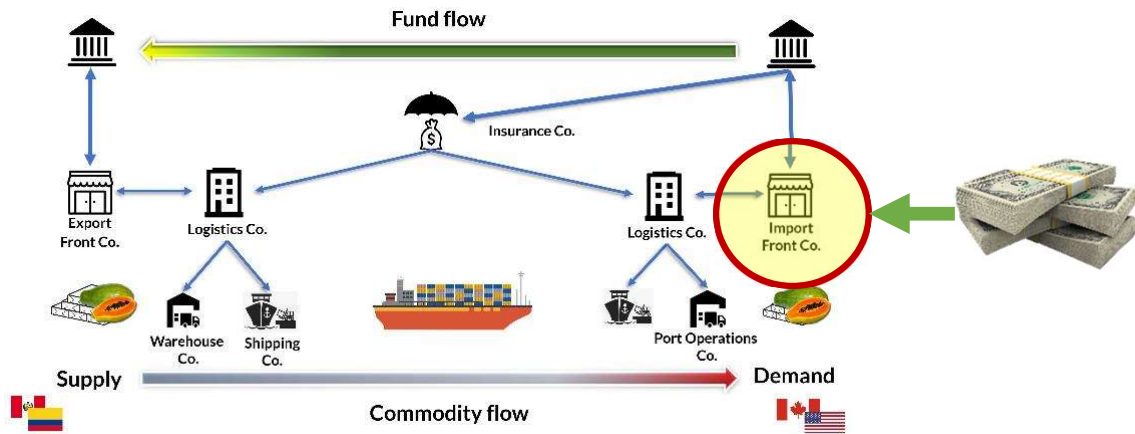 Fund flow
Insurance Co.
$
Export
Front Co.
Logistics Co.
Logistics Co.
Import
Front Co.
Warehouse
Co.
Shipping
Co.
Port Operations
Co.
Supply
Demand
Commodity flow